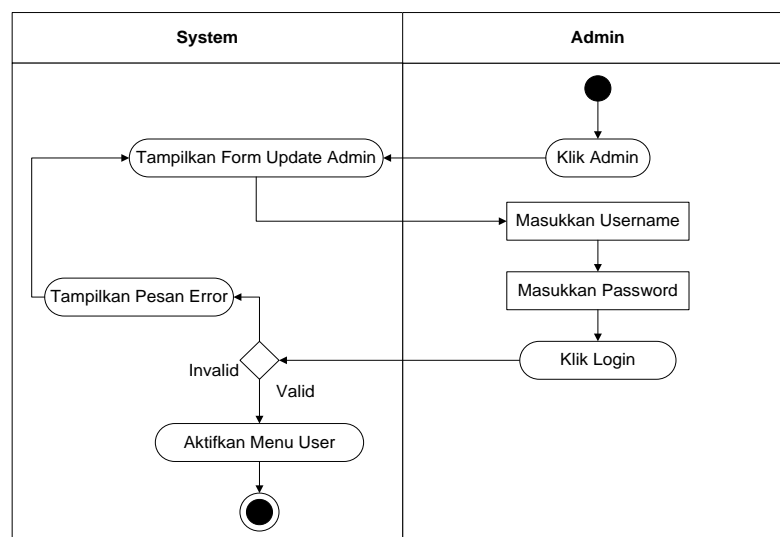 System
Admin
Tampilkan Form Update Admin
Klik Admin
Masukkan Username
Tampilkan Pesan Error
Masukkan Password
Invalid
Klik Login
Valid
Aktifkan Menu User